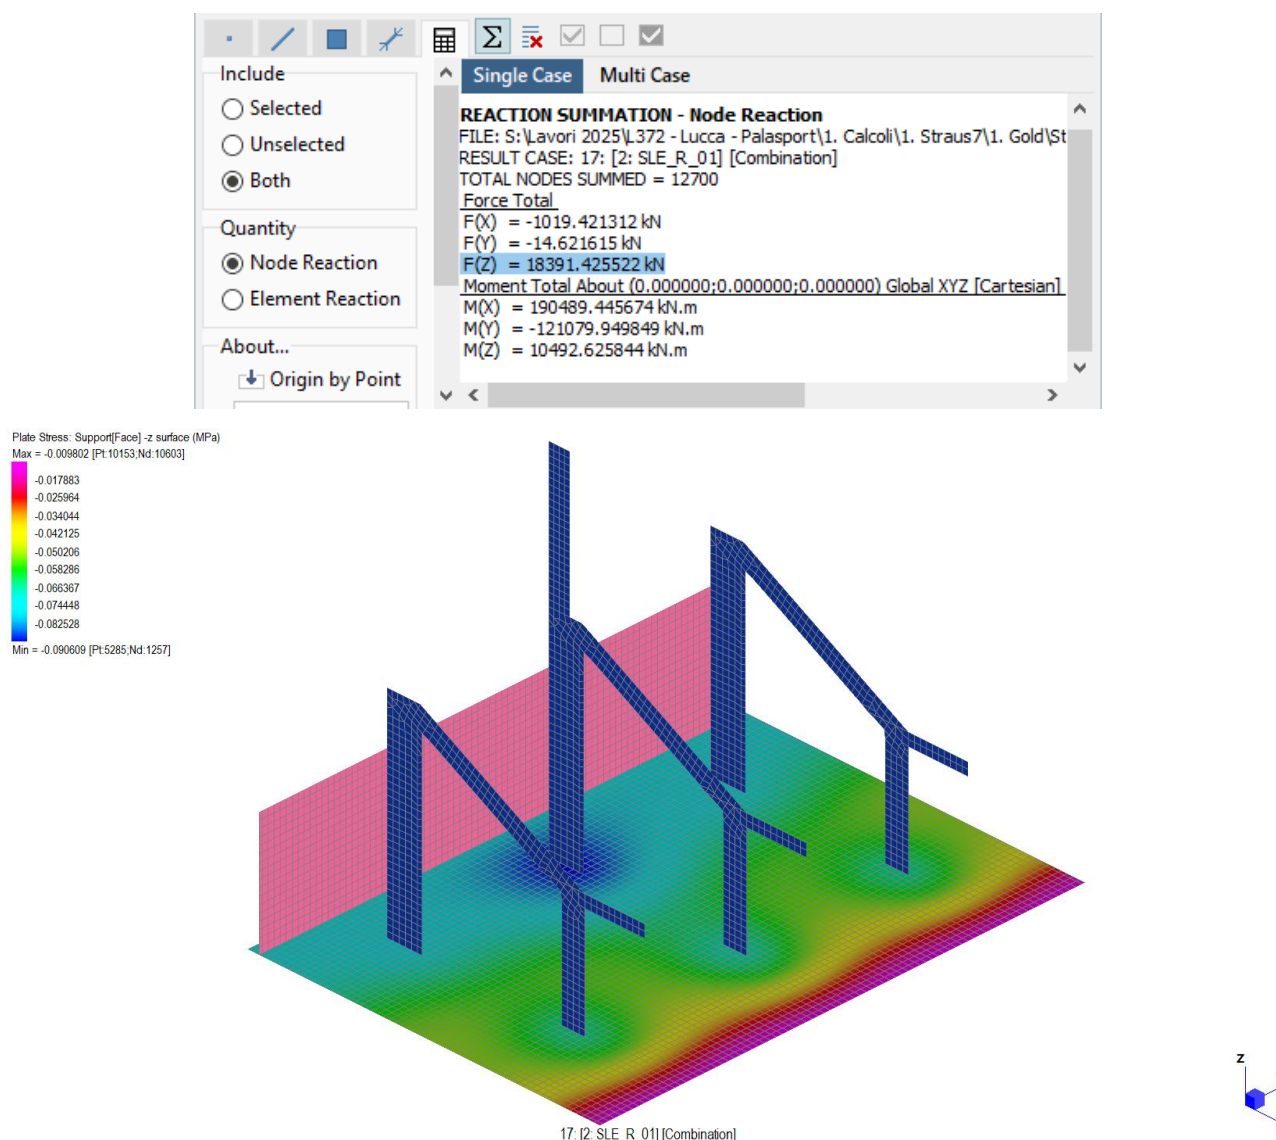 Include
Selected
Unselected
Both
Quantity
Node Reaction
Element Reaction
About...
Origin by Point
Single Case Multi Case
REACTION SUMMATION - Node Reaction
FILE: S:\Lavori 2025\L372 - Lucca - Palasport\1. Calcoli\1. Straus7\1. Gold\St
RESULT CASE: 17: [2: SLE_R_01] [Combination]
TOTAL NODES SUMMED = 12700
Force Total
F(X) = -1019.421312 kN
F(Y) = -14.621615 kN
F(Z) = 18391.425522 kN
Moment Total About (0.000000;0.000000;0.000000) Global XYZ [Cartesian]
M(X) = 190489.445674 kN.m
M(Y) = -121079.949849 kN.m
M(Z) = 10492.625844 kN.m
Plate Stress: Support[Face] -z surface (MPa)
Max = -0.009802 [Pt:10153;Nd:10603]
-0.017883
-0.025964
-0.034044
-0.042125
-0.050206
-0.058286
-0.066367
-0.074448
-0.082528
Min = -0.090609 [Pt:5285;Nd:1257]
z
17: [2: SLE_R_01] [Combination]